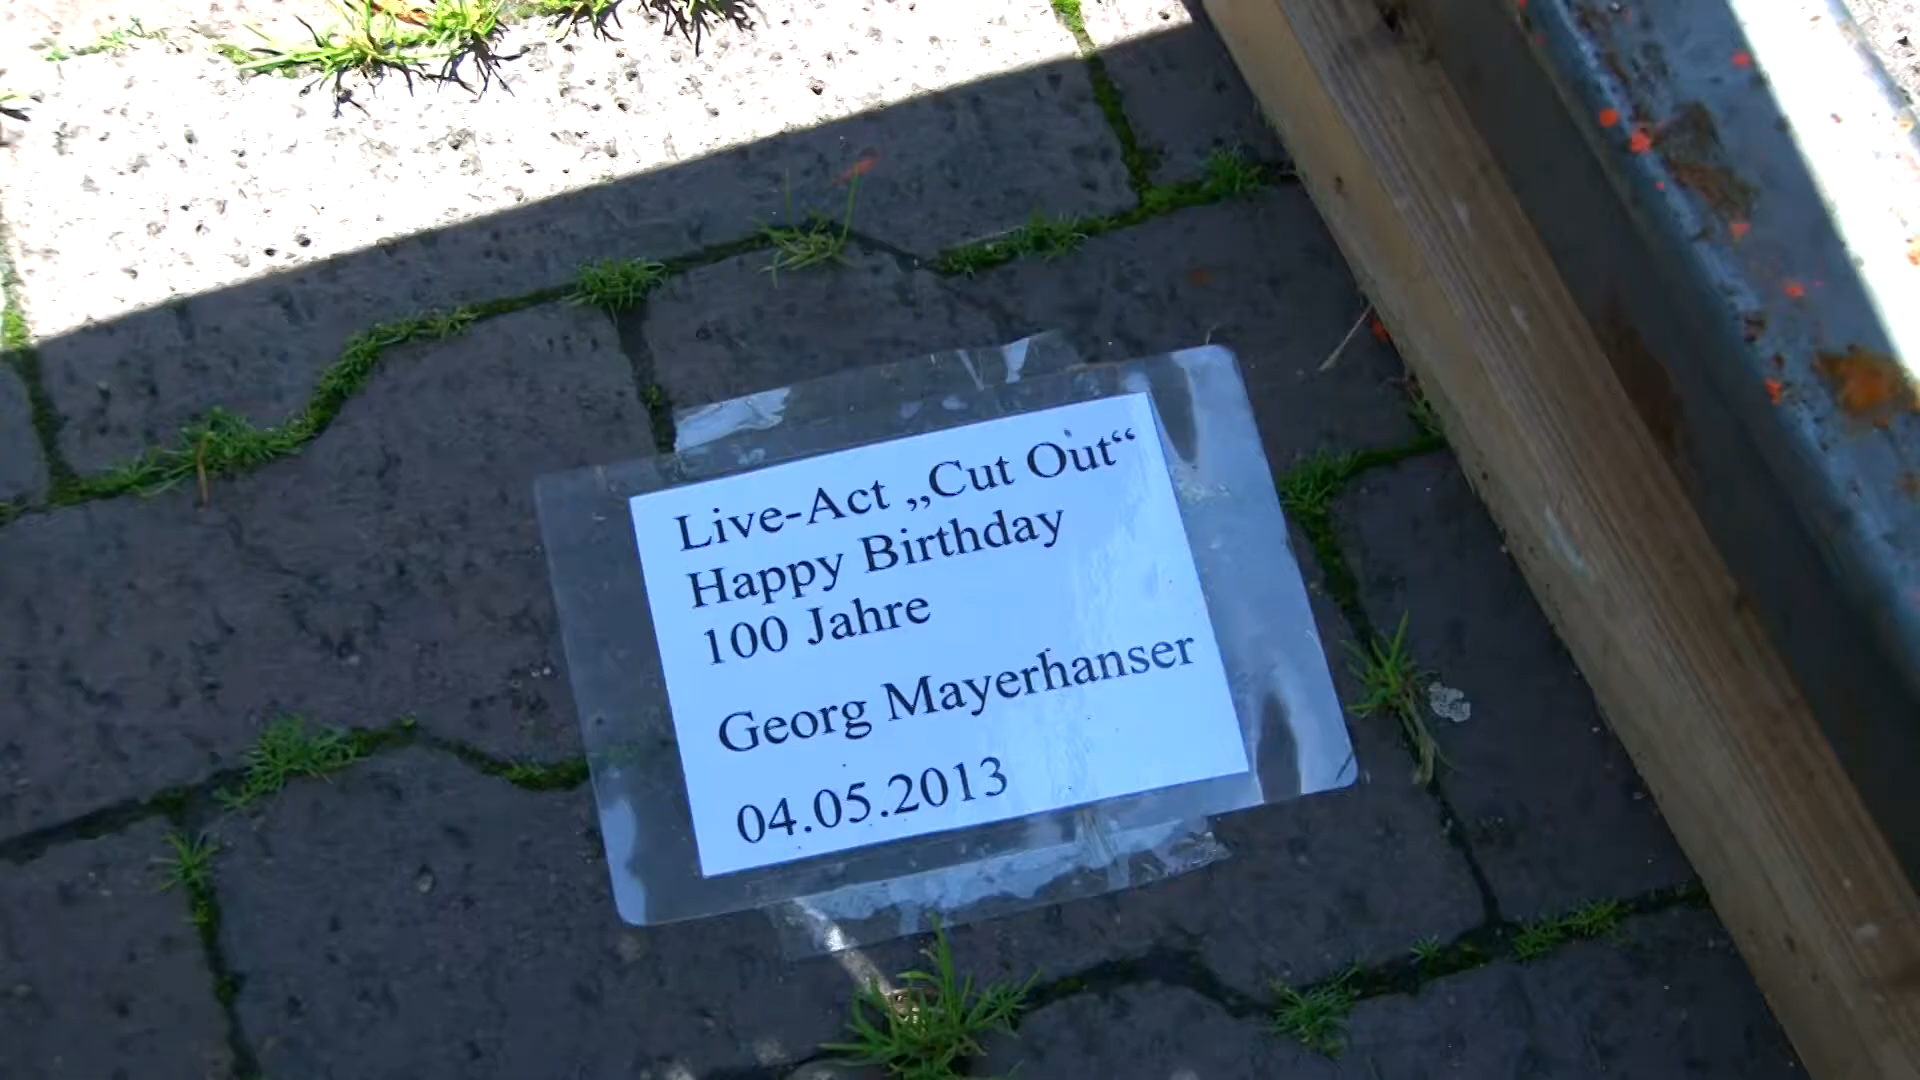 Live-Act „Cut Out“
Happy Birthday
100 Jahre
Georg Mayerhanser
04.05.2013